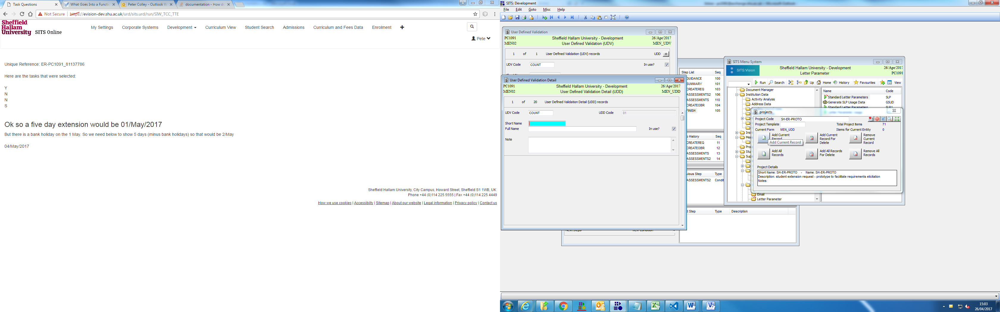 Task Questions
What Goes Into a Functi
Peter Colley - Outlook W
documentation - How do
Not Secure | https://evision-dev.shu.ac.uk/urd/sits.urd/run/SIW_TCC_TTE
Sheffield
Hallam
University
SITS Online
My Settings
Corporate Systems
Development
Curriculum View
Student Search
Admissions
Curriculum and Fees Data
Enrolment
Pete
Unique Reference: ER-PC1091_81137786
Here are the tasks that were selected:
Y
N
N
S
Ok so a five day extension would be 01/May/2017
But there is a bank holiday on the 1 May. So we need below to show 5 days (minus bank holidays) so that would be 2/May
04/May/2017
Sheffield Hallam University, City Campus, Howard Street, Sheffield S1 1WB, UK
Phone +44 (0)114 225 5555 | Fax +44 (0)114 225 4449
How we use cookies | Accessibilty | Sitemap | About our website | Legal information | Privacy policy | Contact us
SITS: Development
File Edit Goto Misc Help
User Defined Validation
PC1091 Sheffield Hallam University - Development 26/Apr/2017
MEN02 User Defined Validation (UDV) MEN_UDV
1 of 1 User Defined Validation (UDV) records UDD
UDV Code COUNT In use?
User Defined Validation Detail
PC1091 Sheffield Hallam University - Development 26/Apr/2017
MEN02 User Defined Validation Detail (UDD) MEN_UDD
1 of 20 User Defined Validation Detail (UDD) records
UDV Code COUNT UDD Code 01
Short Name
Full Name In use?
Note
Next Steps View Condition
Step List Seq
GUIDANCE 100
SUMMARY 101
CREATEREQ 103
ASSESSMENTS2 106
ASSESSMENTS 110
CREATEOBR 104
FINISH 105
History Seq
CREATEREQ 11
CREATEOBR 12
ASSESSMENTS 13
ASSESSMENTS2 14
vious Step Type
ASSESSMENTS2 Condit
t Step Type Description
SITS Menu System
SITS:Vision
Sheffield Hallam University - Development 26/Apr/2017
Letter Parameter PC1091
Run Search Up Home History Favourites View
Document Manager
Institution Data
Activity Analysis
Address Data
Inst
Mes
Pro
Stu
Sup
Email
Letter Parameter
Name Code
Standard Letter Parameters SLP
Generate SLP Usage Data GSUD
Standard Letter Parameters SLP1
projects
Project Code SH-ER-PROTO
Project Template Total Project Items 71
Current Form MEN_UDD Items for Current Entity 0
Add Current Record
Add Current Record For Delete
Remove Current Record
Add Current Record
Add All Records
Add All Records For Delete
Remove All Records
Project Details
Short Name: SH-ER-PROTO - Name: SH-ER-PROTO
Description: student extension request - prototype to facilitate requirements elicitation
Notes:
15:03
26/04/2017